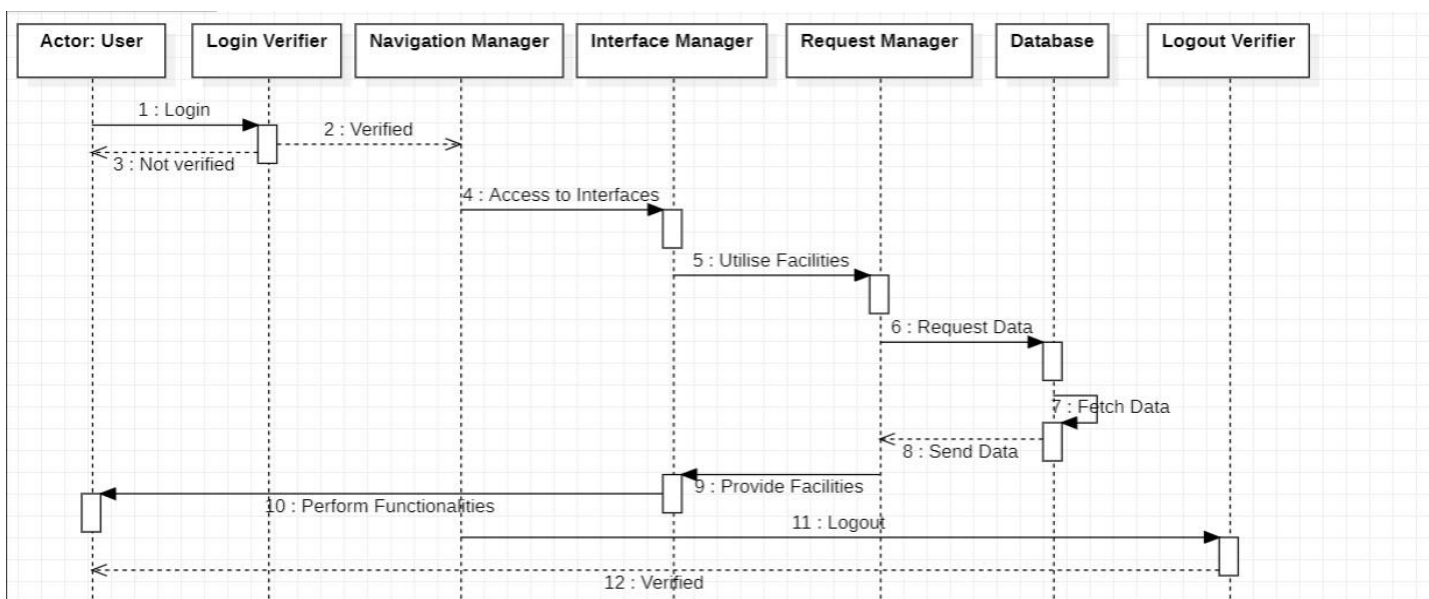 Actor: User
Login Verifier
Navigation Manager
Interface Manager
Request Manager
Database
Logout Verifier
1 : Login
2 : Verified
3 : Not verified
4 : Access to Interfaces
5 : Utilise Facilities
6 : Request Data
7 : Fetch Data
8 : Send Data
9 : Provide Facilities
10 : Perform Functionalities
11 : Logout
12 : Verified